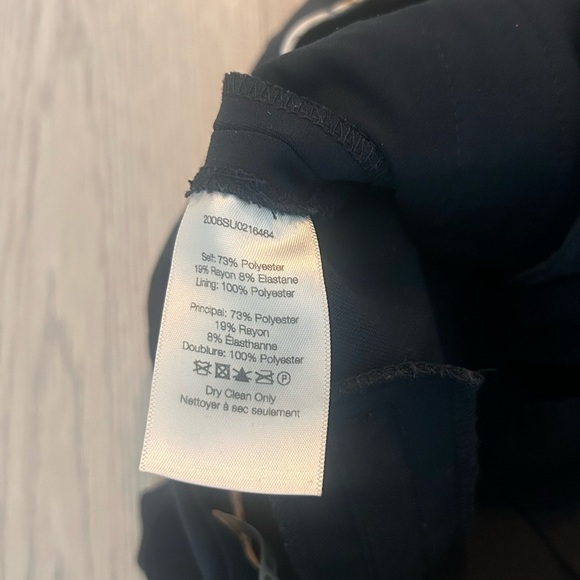 2006SU0216464
Self: 73% Polyester
19% Rayon 8% Elastane
Lining: 100% Polyester
Principal: 73% Polyester
19% Rayon
8% Élasthanne
Doublure: 100% Polyester
P
Dry Clean Only
Nettoyer à sec seulement